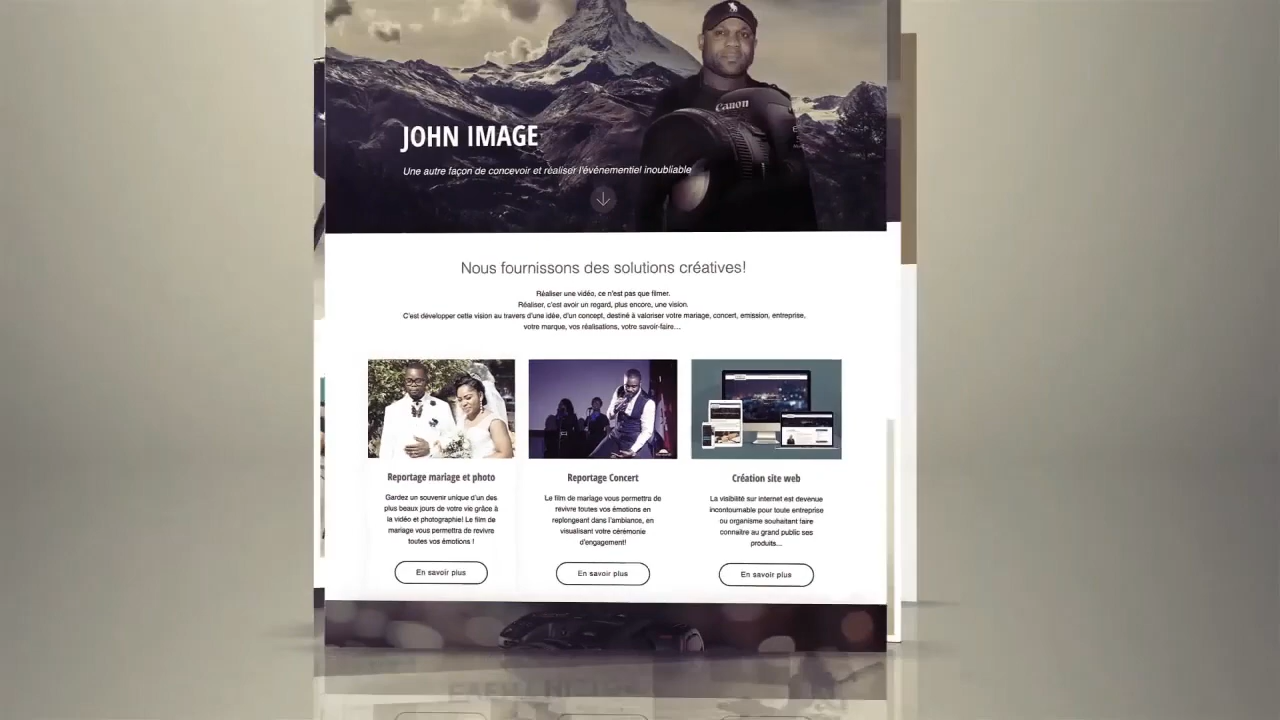 Canon
JOHN IMAGE
Une autre façon de concevoir et réaliser l'évènementiel inoubliable
Nous fournissons des solutions créatives!
Réaliser une vidéo, ce n'est pas que filmer.
Réaliser, c'est avoir un regard, plus encore, une vision.
C'est développer cette vision au travers d'une idée, d'un concept, destiné à valoriser votre mariage, concert, emission, entreprise,
votre marque, vos réalisations, votre savoir-faire...
Reportage mariage et photo
Gardez un souvenir unique d'un des
plus beaux jours de votre vie grâce à
la vidéo et photographie! Le film de
mariage vous permettra de revivre
toutes vos émotions !
En savoir plus
Reportage Concert
Le film de mariage vous permettra de
revivre toutes vos émotions en
replongeant dans l'ambiance, en
visualisant votre cérémonie
d'engagement!
En savoir plus
Création site web
La visibilité sur internet est devenue
incontournable pour toute entreprise
ou organisme souhaitant faire
connaitre au grand public ses
produits...
En savoir plus